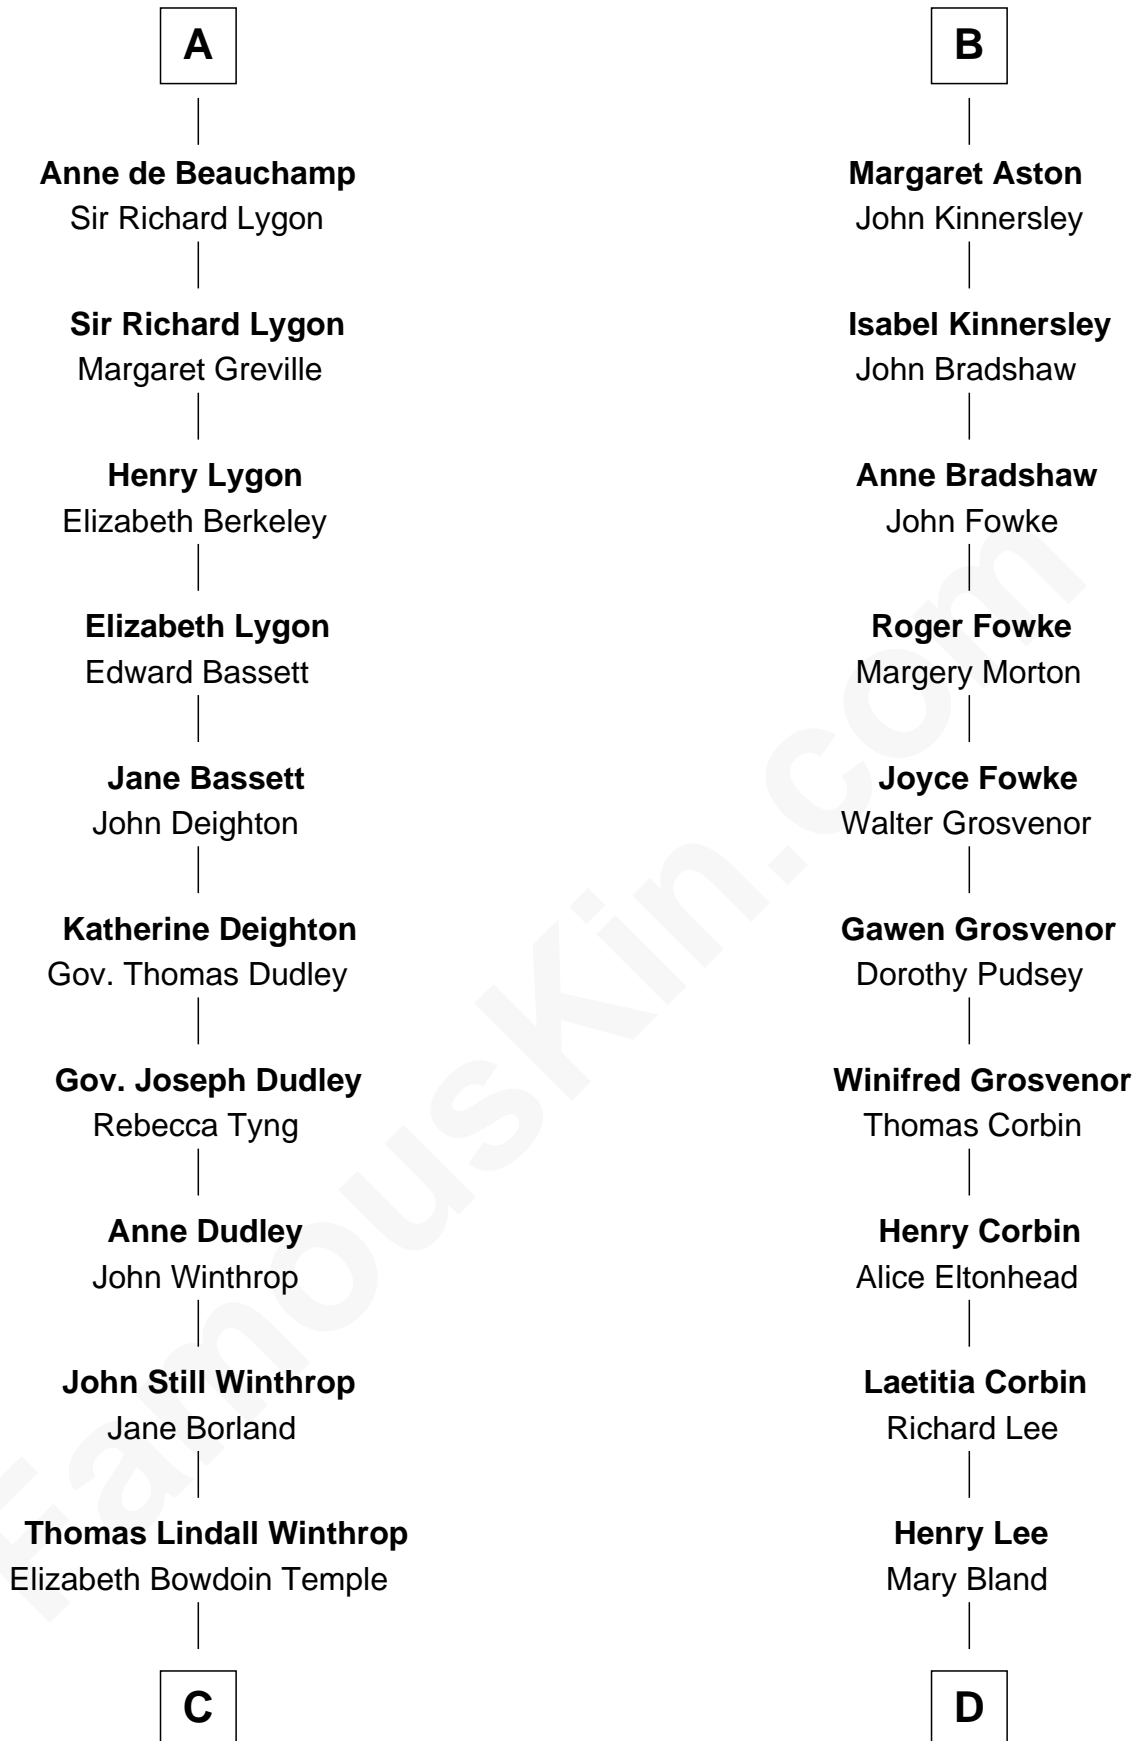 A
Anne de Beauchamp
Sir Richard Lygon
Sir Richard Lygon
Margaret Greville
Henry Lygon
Elizabeth Berkeley
Elizabeth Lygon
Edward Bassett
Jane Bassett
John Deighton
Katherine Deighton
Gov. Thomas Dudley
Gov. Joseph Dudley
Rebecca Tyng
Anne Dudley
John Winthrop
John Still Winthrop
Jane Borland
Thomas Lindall Winthrop
Elizabeth Bowdoin Temple
C
B
Margaret Aston
John Kinnersley
Isabel Kinnersley
John Bradshaw
Anne Bradshaw
John Fowke
Roger Fowke
Margery Morton
Joyce Fowke
Walter Grosvenor
Gawen Grosvenor
Dorothy Pudsey
Winifred Grosvenor
Thomas Corbin
Henry Corbin
Alice Eltonhead
Laetitia Corbin
Richard Lee
Henry Lee
Mary Bland
D
FamousKin.com